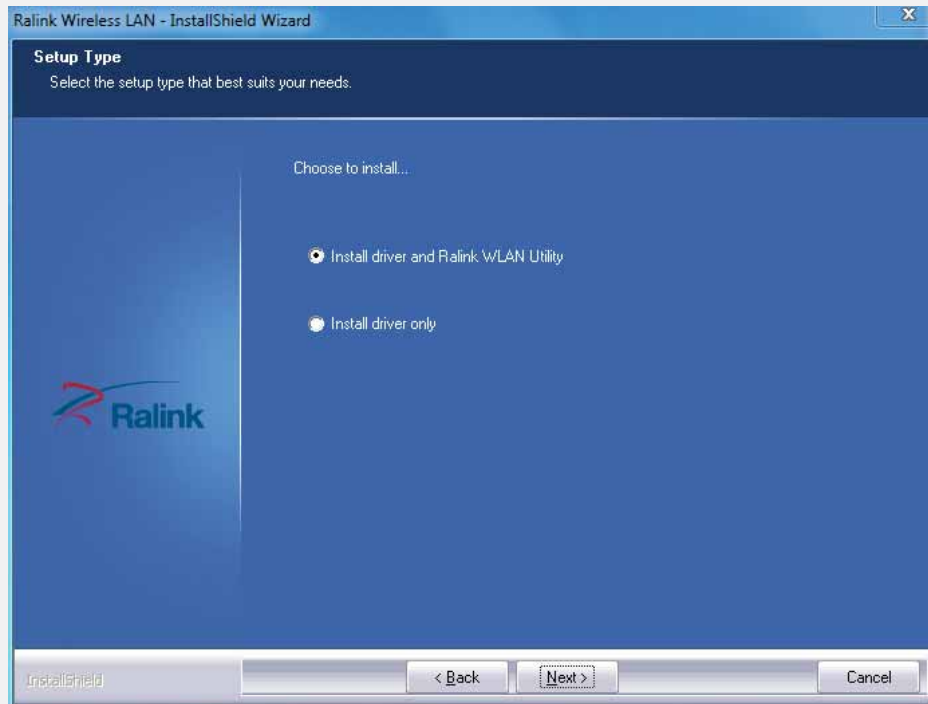 Ralink Wireless LAN - InstallShield Wizard
Setup Type
Select the setup type that best suits your needs.
Choose to install...
Install driver and Ralink WLAN Utility
Install driver only
Ralink
InstallShield
< Back
Next >
Cancel